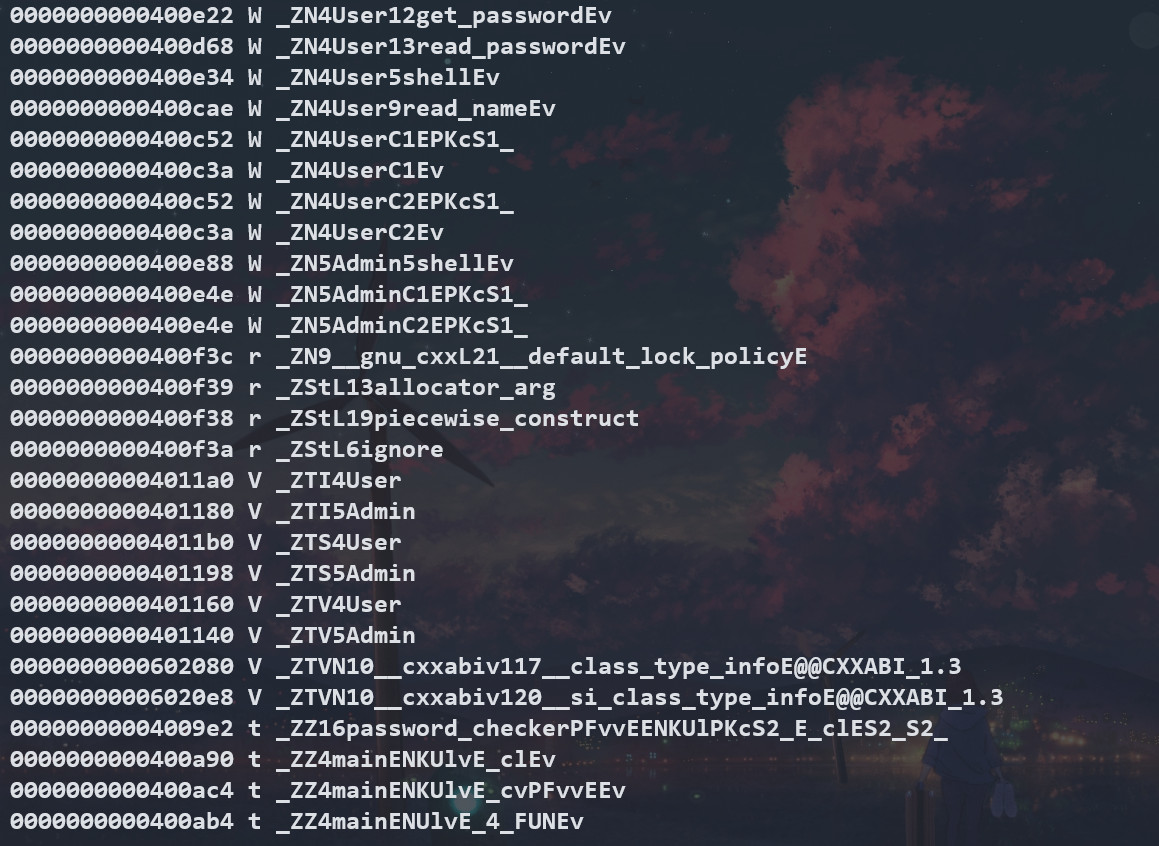 0000000000400e22 W _ZN4User12get_passwordEv
0000000000400d68 W _ZN4User13read_passwordEv
0000000000400e34 W _ZN4User5shellEv
0000000000400cae W _ZN4User9read_nameEv
0000000000400c52 W _ZN4UserC1EPKcS1_
0000000000400c3a W _ZN4UserC1Ev
0000000000400c52 W _ZN4UserC2EPKcS1_
0000000000400c3a W _ZN4UserC2Ev
0000000000400e88 W _ZN5Admin5shellEv
0000000000400e4e W _ZN5AdminC1EPKcS1_
0000000000400e4e W _ZN5AdminC2EPKcS1_
0000000000400f3c r _ZN9__gnu_cxxL21__default_lock_policyE
0000000000400f39 r _ZStL13allocator_arg
0000000000400f38 r _ZStL19piecewise_construct
0000000000400f3a r _ZStL6ignore
00000000004011a0 V _ZTI4User
0000000000401180 V _ZTI5Admin
00000000004011b0 V _ZTS4User
0000000000401198 V _ZTS5Admin
0000000000401160 V _ZTV4User
0000000000401140 V _ZTV5Admin
0000000000602080 V _ZTVN10__cxxabiv117__class_type_infoE@@CXXABI_1.3
00000000006020e8 V _ZTVN10__cxxabiv120__si_class_type_infoE@@CXXABI_1.3
00000000004009e2 t _ZZ16password_checkerPFvvEENKUlPKcS2_E_clES2_S2_
0000000000400a90 t _ZZ4mainENKUlvE_clEv
0000000000400ac4 t _ZZ4mainENKUlvE_cvPFvvEEv
0000000000400ab4 t _ZZ4mainENUlvE_4_FUNEv